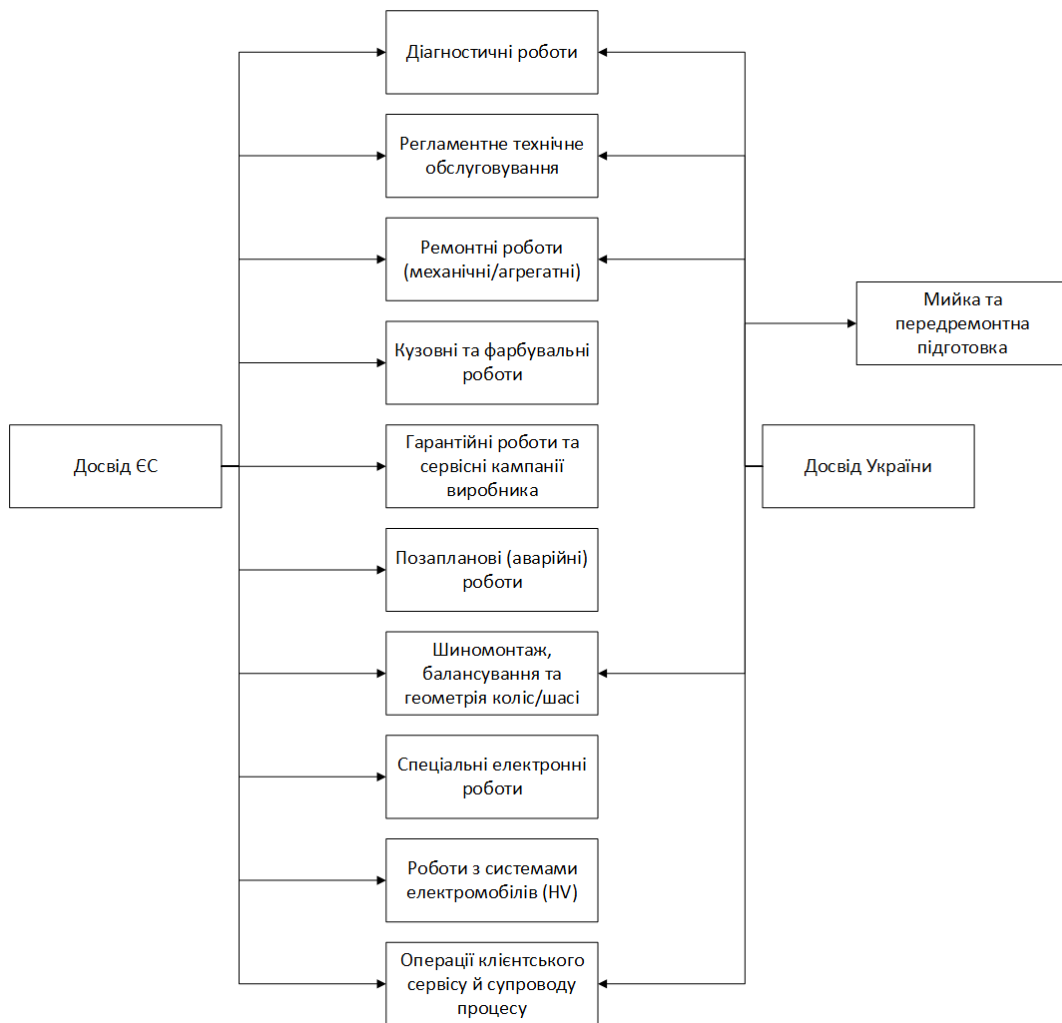 Діагностичні роботи
Регламентне технічне
обслуговування
Ремонтні роботи
(механічні/агрегатні)
Мийка та
передремонтна
підготовка
Кузовні та фарбувальні
роботи
Досвід ЄС
Гарантійні роботи та
сервісні кампанії
виробника
Досвід України
Позапланові (аварійні)
роботи
Шиномонтаж,
балансування та
геометрія коліс/шасі
Спеціальні електронні
роботи
Роботи з системами
електромобілів (HV)
Операції клієнтського
сервісу й супроводу
процесу